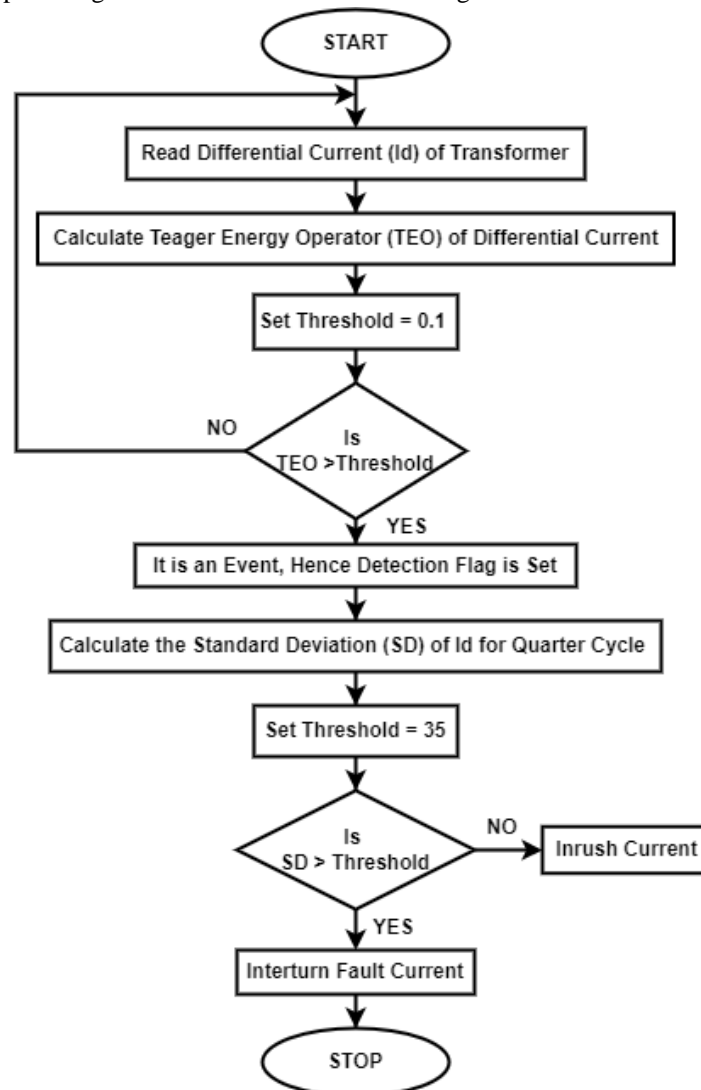 START
Read Differential Current (Id) of Transformer
Calculate Teager Energy Operator (TEO) of Differential Current
Set Threshold = 0.1
NO
Is
TEO >Threshold
YES
It is an Event, Hence Detection Flag is Set
Calculate the Standard Deviation (SD) of Id for Quarter Cycle
Set Threshold = 35
Is
SD > Threshold
NO
Inrush Current
YES
Interturn Fault Current
STOP